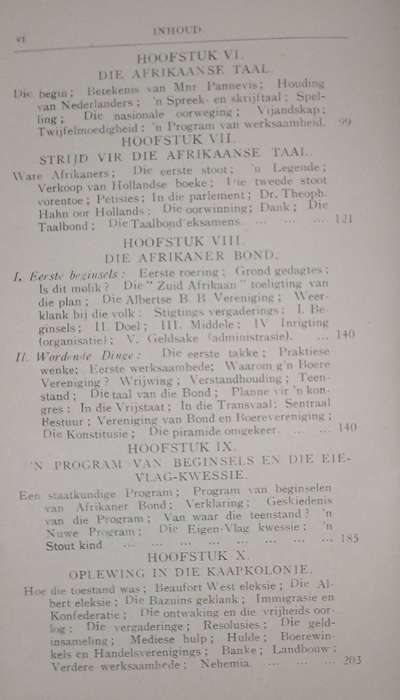 vi
INHOUD
HOOFSTUK VI.
DIE AFRIKAANSE TAAL.
Die begin; Betekenis van Mnr Pannevis; Houding
van Nederlanders; 'n Spreek- en skrijftaal; Spel-
ling; Die nasionale oorweging; Vijandskap;
Twijfelmoedigheid; 'n Program van werksaamheid. 99
HOOFSTUK VII.
STRIJD VIR DIE AFRIKAANSE TAAL.
Ware Afrikaners; Die eerste stoot; 'n Legende;
Verkoop van Hollandse boeke; Die tweede stoot
vorentoe; Petisies; In die parlement; Dr. Theoph.
Hahn oor Hollands; Die oorwinning; Dank; Die
Taalbond; Die Taalbond'eksamens. ... ... ... 121
HOOFSTUK VIII.
DIE AFRIKANER BOND.
I. Eerste beginsels: Eerste roering; Grond gedagtes;
Is dit molik? Die "Zuid Afrikaan" toeligting van
die plan; Die Albertse B. B Vereniging; Weer-
klank bij die volk: Stigtings vergaderings; I. Be-
ginsels; II. Doel; III. Middele; IV Inrigting
(organisatie); V. Geldsake (administrasie). ... 140
II. Wordende Dinge: Die eerste takke; Praktiese
wenke; Eerste werksaamhede; Waarom g'n Boere
Vereniging? Wrijwing; Verstandhouding; Teen-
stand; Die taal van die Bond; Planne vir 'n kon-
gres: In die Vrijstaat; In die Transvaal; Sentraal
Bestuur; Vereniging van Bond en Boerevereniging;
Die Konstitusie; Die piramide omgekeer. ... ... 140
HOOFSTUK IX.
'N PROGRAM VAN BEGINSELS EN DIE EIE-
VLAG-KWESSIE.
Een staatkundige Program; Program van beginselen
van Afrikaner Bond; Verklaring; Geskiedenis
van die Program; Van waar die teenstand? 'n
Nuwe Program; Die Eigen-Vlag kwessie; 'n
Stout kind ... ... ... ... ... ... ... ... 185
HOOFSTUK X.
OPLEWING IN DIE KAAPKOLONIE.
Hoe die toestand was; Beaufort West eleksie; Die Al-
bert eleksie; Die Bazuins geklank; Immigrasie en
Konfederatie; Die ontwaking en die vrijheids oor-
log; Die vergaderinge; Resolusies; Die geld-
insameling; Mediese hulp; Hulde; Boerewin-
kels en Handelsverenigings; Banke; Landbouw;
Verdere werksaamhede; Nehemia. ... ... ... 203